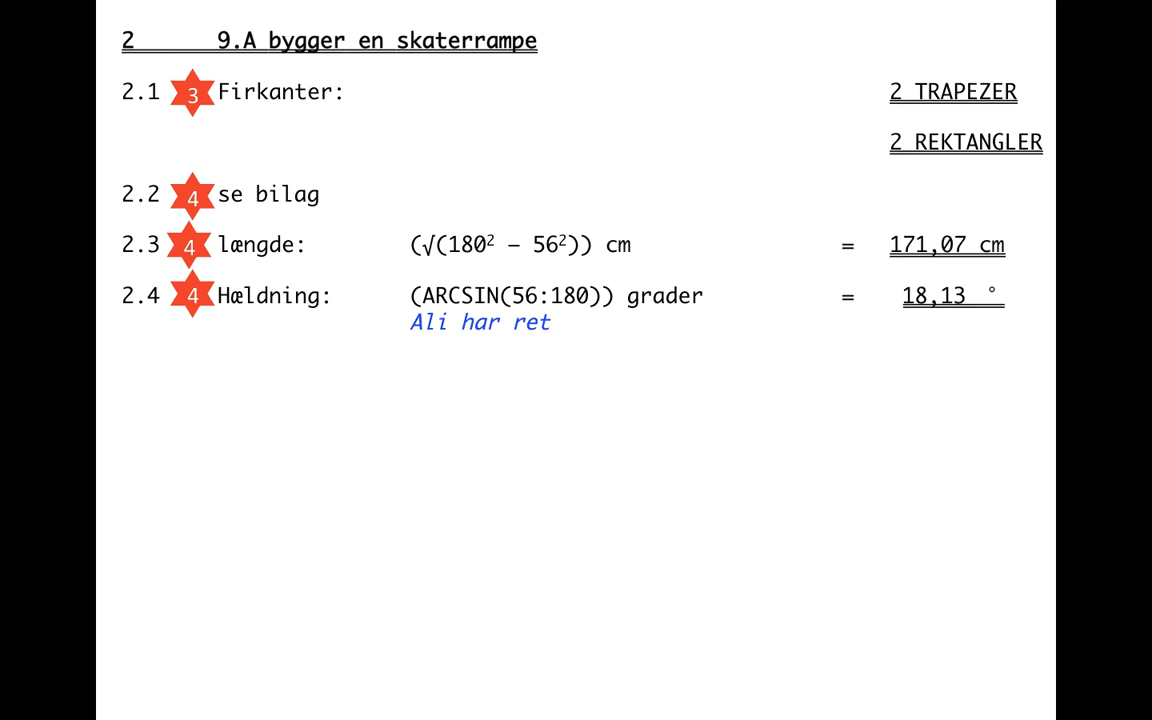 2 9.A bygger en skaterrampe
2.1 3 Firkanter: 2 TRAPEZER
2 REKTANGLER
2.2 4 se bilag
2.3 4 længde: (√(180² – 56²)) cm = 171,07 cm
2.4 4 Hældning: (ARCSIN(56:180)) grader = 18,13 °
Ali har ret